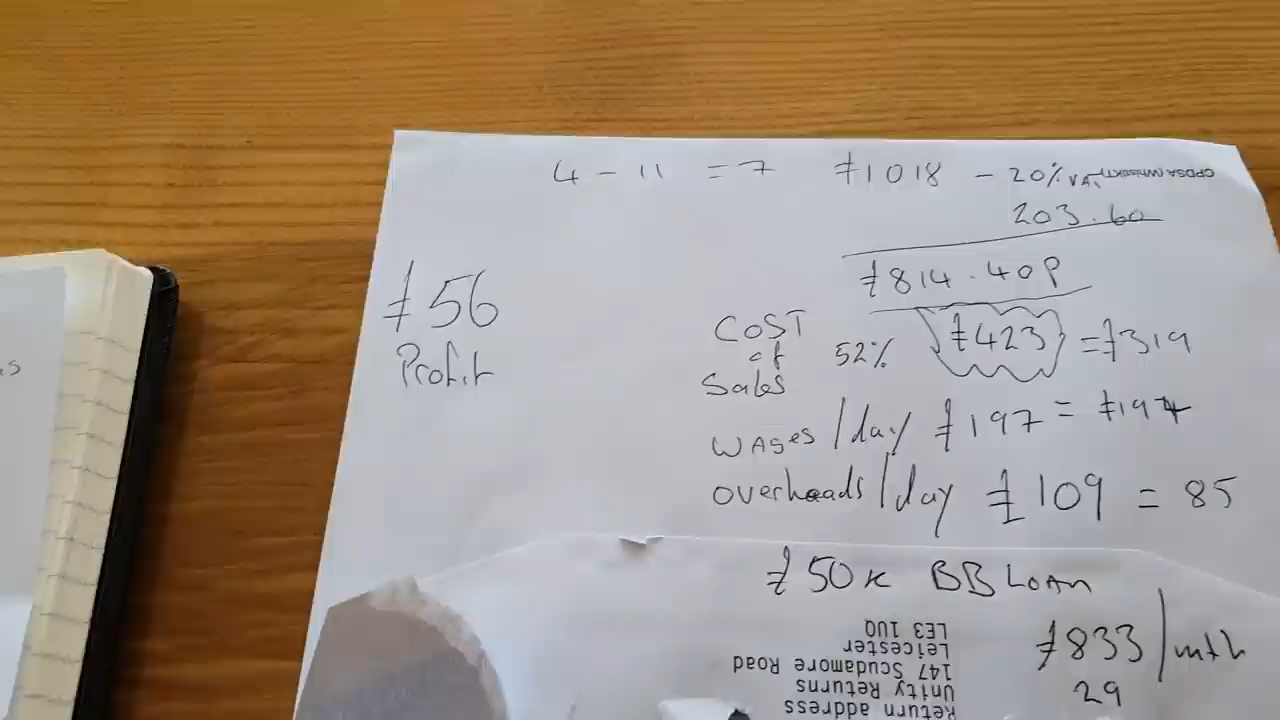 4 - 11 = 7 £1018 - 20% VAT
203.60
£814.40p
£56
Profit
COST
of
Sales
52% £423 = £319
WAges / day £197 = £197
overheads / day £109 = 85
£50K BB LOAn
£833 / mth
29
Return address
Unity Returns
147 Scudamore Road
Leicester
LE3 1UQ